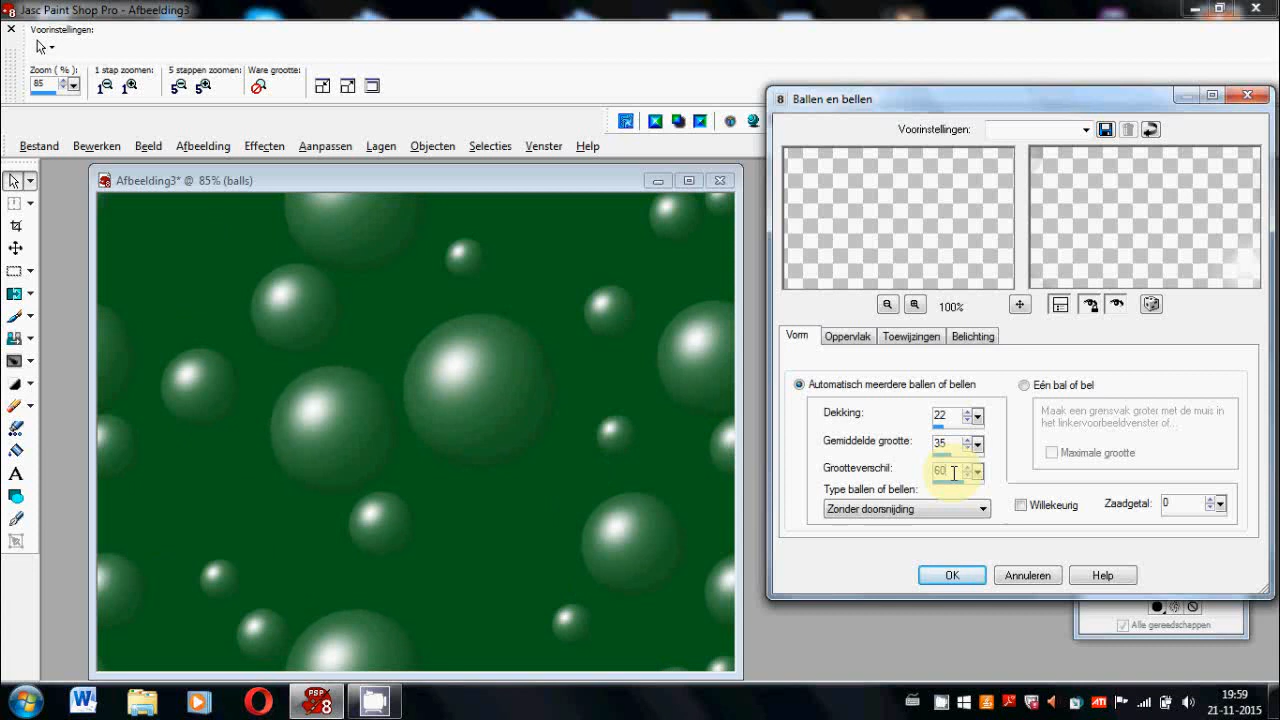 Jasc Paint Shop Pro - Afbeelding3
Voorinstellingen:
Zoom ( % ):
85
1 stap zoomen:
5 stappen zoomen:
Ware grootte:
Bestand Bewerken Beeld Afbeelding Effecten Aanpassen Lagen Objecten Selecties Venster Help
Afbeelding3* @ 85% (balls)
8 Ballen en bellen
Voorinstellingen:
100%
Vorm Oppervlak Toewijzingen Belichting
Automatisch meerdere ballen of bellen
Dekking: 22
Gemiddelde grootte: 35
Grootteverschil: 60
Type ballen of bellen:
Zonder doorsnijding
Eén bal of bel
Maak een grensvak groter met de muis in
het linkervoorbeeldvenster of...
Maximale grootte
Willekeurig
Zaadgetal: 0
OK Annuleren Help
Alle gereedschappen
PSP 8
ATI
19:59
21-11-2015